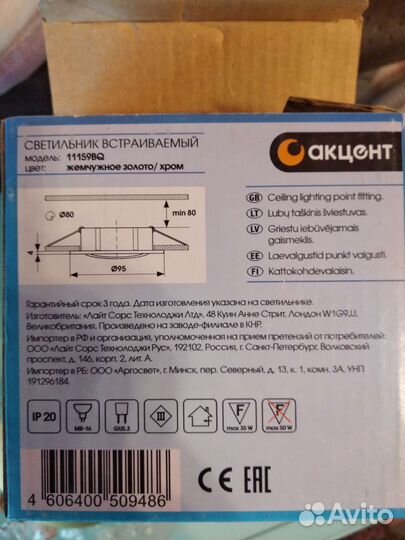 СВЕТИЛЬНИК ВСТРАИВАЕМЫЙ
модель: 11159BQ
цвет: жемчужное золото/ хром
акцент
Ø80
min 80
4
Ø95
GB Ceiling lighting point fitting.
LT Lubų taškinis šviestuvas.
LV Griestu iebūvējamais
gaismeklis.
EE Laevalgustid punkt valgusti.
FI Kattokohdevalaisin.
Гарантийный срок 3 года. Дата изготовления указана на светильнике.
Изготовитель: «Лайт Сорс Технолоджи Лтд», 48 Куин Анне Стрит, Лондон W1G9JJ,
Великобритания. Произведено на заводе-филиале в КНР.
Импортер в РФ и организация, уполномоченная на прием претензий от потребителей:
ООО «Лайт Сорс Технолоджи Рус», 192102, Россия, г. Санкт-Петербург. Волковский
проспект, д. 146, корп. 2, лит. А.
Импортер в РБ: ООО «Аргосвет», г. Минск, пер. Северный, д. 13, к. 1, комн. 3А. УНП
191296184.
IP 20
MR-16
GU5.3
III
F
max 35 W
F
max 50 W
4 606400 509486
CE EAC
Avito